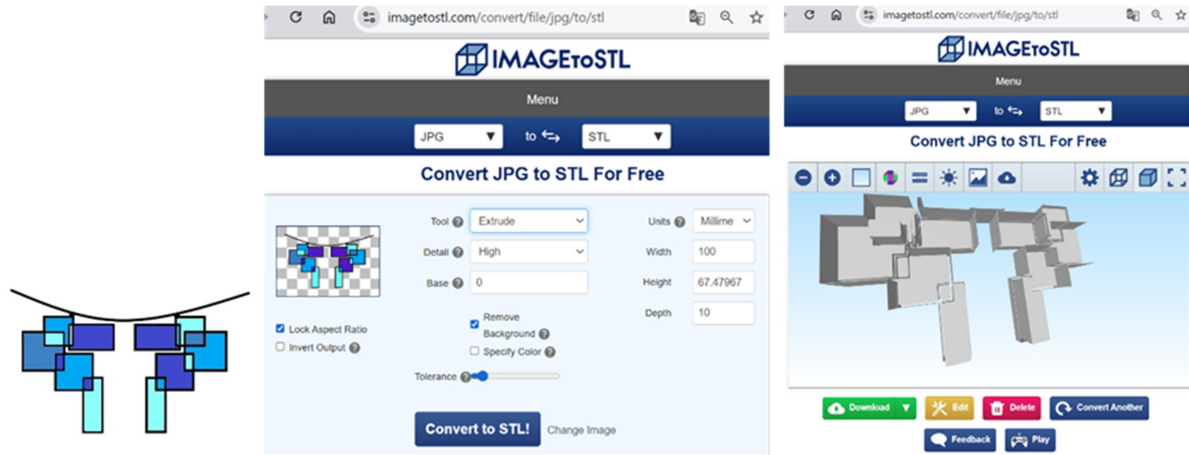 imagetostl.com/convert/file/jpg/to/stl
IMAGEToSTL
Menu
JPG to STL
Convert JPG to STL For Free
Tool Extrude Units Millime
Detail High Width 100
Base 0 Height 67.47967
Lock Aspect Ratio Remove Background Depth 10
Invert Output Specify Color
Tolerance
Convert to STL! Change Image
imagetostl.com/convert/file/jpg/to/stl
IMAGEToSTL
Menu
JPG to STL
Convert JPG to STL For Free
Download Edit Delete Convert Another
Feedback Play